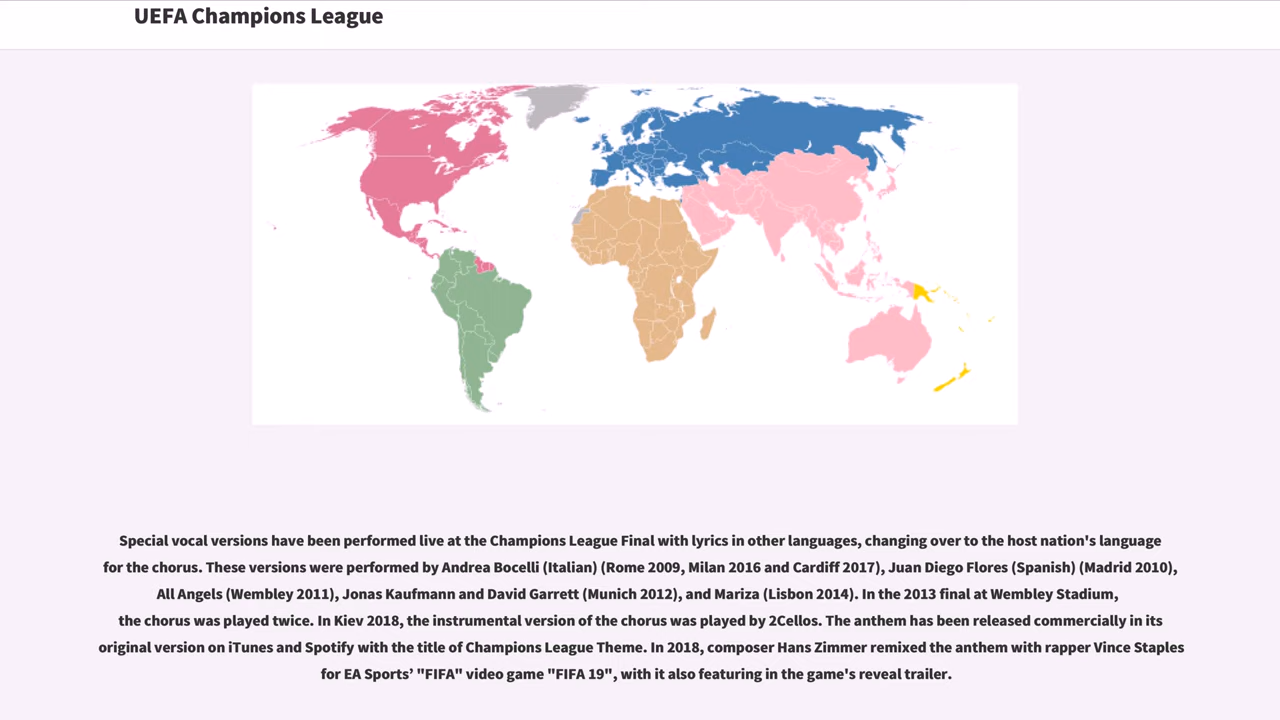 UEFA Champions League
Special vocal versions have been performed live at the Champions League Final with lyrics in other languages, changing over to the host nation's language
for the chorus. These versions were performed by Andrea Bocelli (Italian) (Rome 2009, Milan 2016 and Cardiff 2017), Juan Diego Flores (Spanish) (Madrid 2010),
All Angels (Wembley 2011), Jonas Kaufmann and David Garrett (Munich 2012), and Mariza (Lisbon 2014). In the 2013 final at Wembley Stadium,
the chorus was played twice. In Kiev 2018, the instrumental version of the chorus was played by 2Cellos. The anthem has been released commercially in its
original version on iTunes and Spotify with the title of Champions League Theme. In 2018, composer Hans Zimmer remixed the anthem with rapper Vince Staples
for EA Sports’ "FIFA" video game "FIFA 19", with it also featuring in the game's reveal trailer.